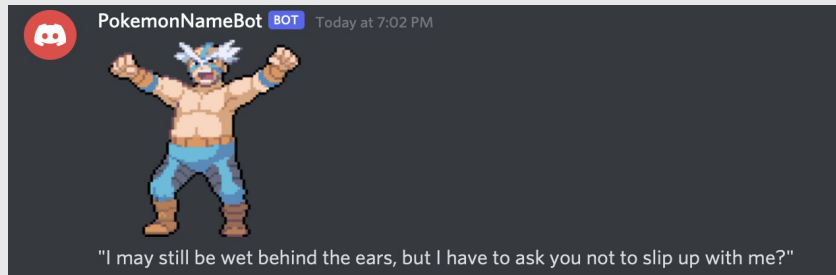 PokemonNameBot BOT Today at 7:02 PM
"I may still be wet behind the ears, but I have to ask you not to slip up with me?"